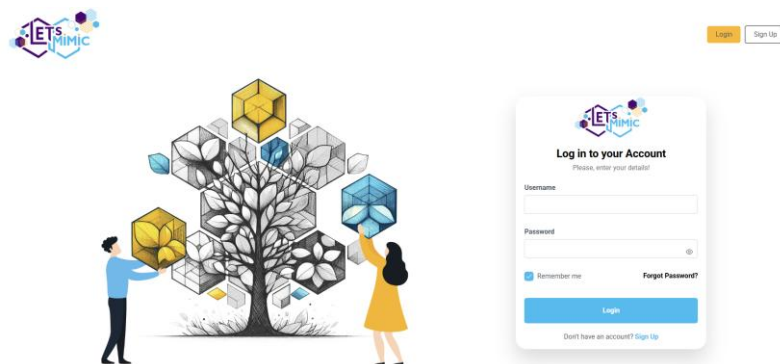 LET'S
MIMIC
Login
Sign Up
LET'S
MIMIC
Log in to your Account
Please, enter your details!
Username
Password
Remember me
Forgot Password?
Login
Don't have an account? Sign Up